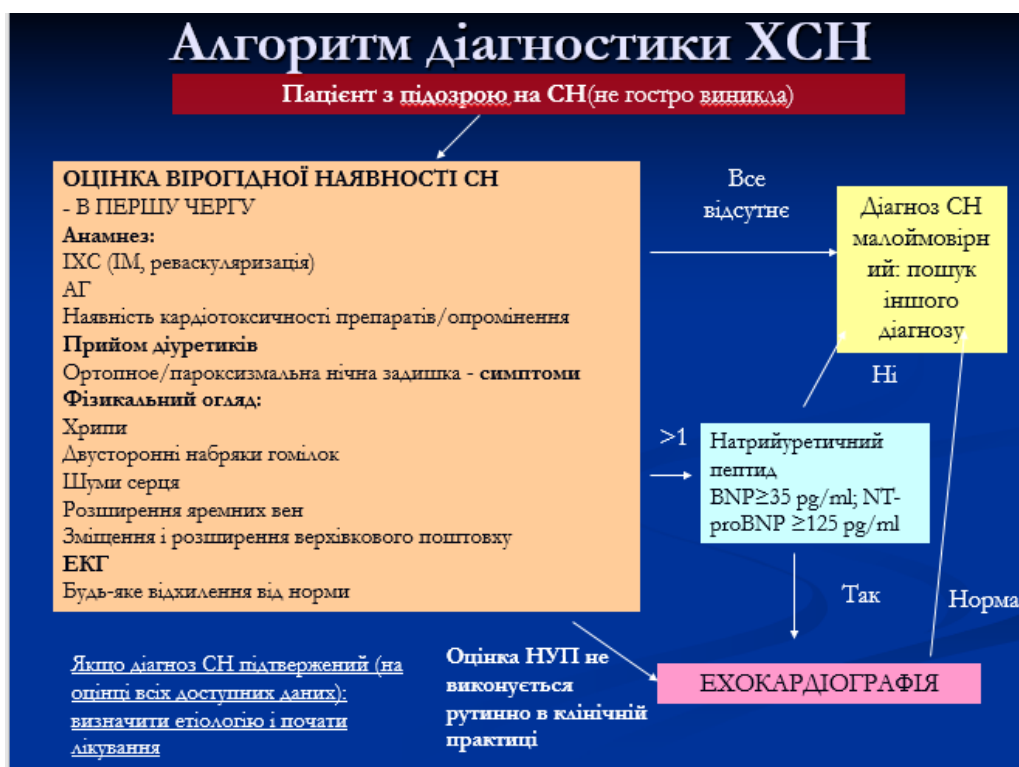 Алгоритм діагностики ХСН
Пацієнт з підозрою на СН(не гостро виникла)
ОЦІНКА ВІРОГІДНОЇ НАЯВНОСТІ СН
- В ПЕРШУ ЧЕРГУ
Анамнез:
ІХС (ІМ, реваскуляризація)
АГ
Наявність кардіотоксичності препаратів/опромінення
Прийом діуретиків
Ортопное/пароксизмальна нічна задишка - симптоми
Фізикальний огляд:
Хрипи
Двусторонні набряки гомілок
Шуми серця
Розширення яремних вен
Зміщення і розширення верхівкового поштовху
ЕКГ
Будь-яке відхилення від норми
Все
відсутнє
Діагноз СН
малоймовірн
ий: пошук
іншого
діагнозу
Ні
>1
Натрийуретичний
пептид
BNP≥35 pg/ml; NT-
proBNP ≥125 pg/ml
Так
Норма
Якщо діагноз СН підтвержений (на
оцінці всіх доступних даних):
визначити етіологію і почати
лікування
Оцінка НУП не
виконується
рутинно в клінічній
практиці
ЕХОКАРДІОГРАФІЯ